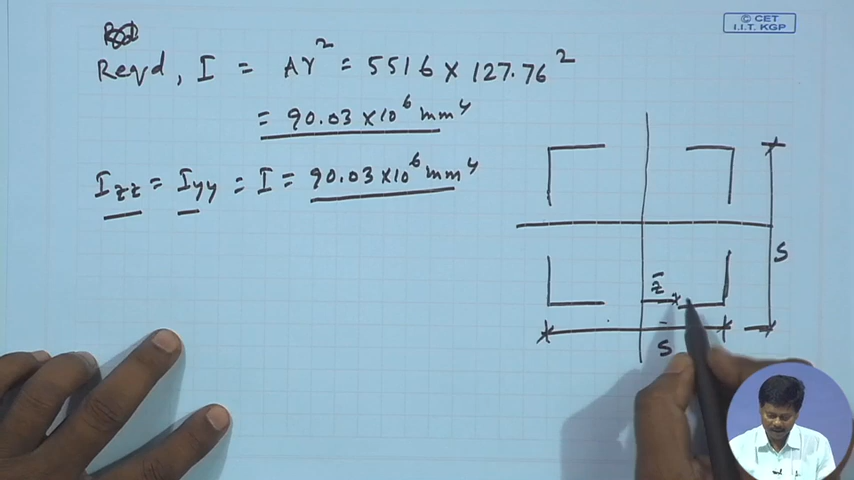 © CET
I.I.T. KGP
Reqd, I = Ar² = 5516 × 127.76²
= 90.03×10⁶ mm⁴
Izz = Iyy = I = 90.03×10⁶ mm⁴
S
z̄
S